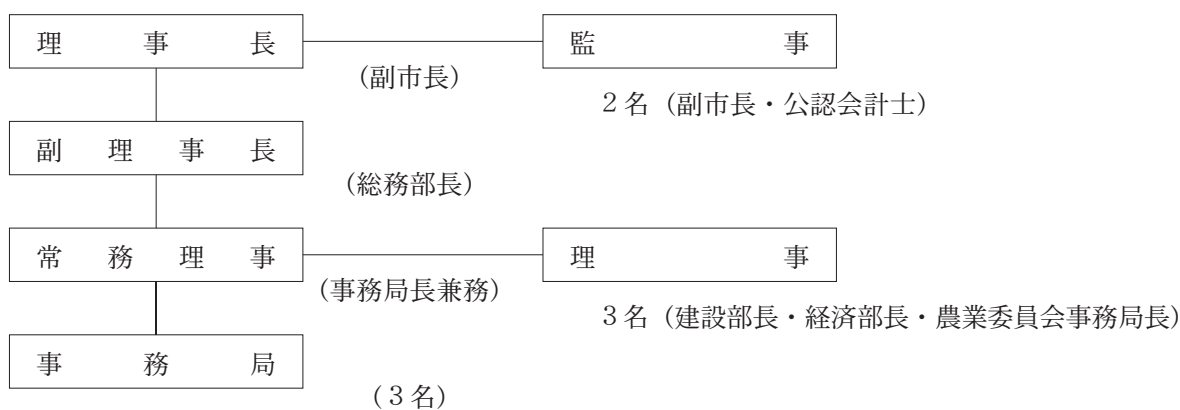 理事長
監事
（副市長）
２名（副市長・公認会計士）
副理事長
（総務部長）
常務理事
理事
（事務局長兼務）
３名（建設部長・経済部長・農業委員会事務局長）
事務局
（３名）